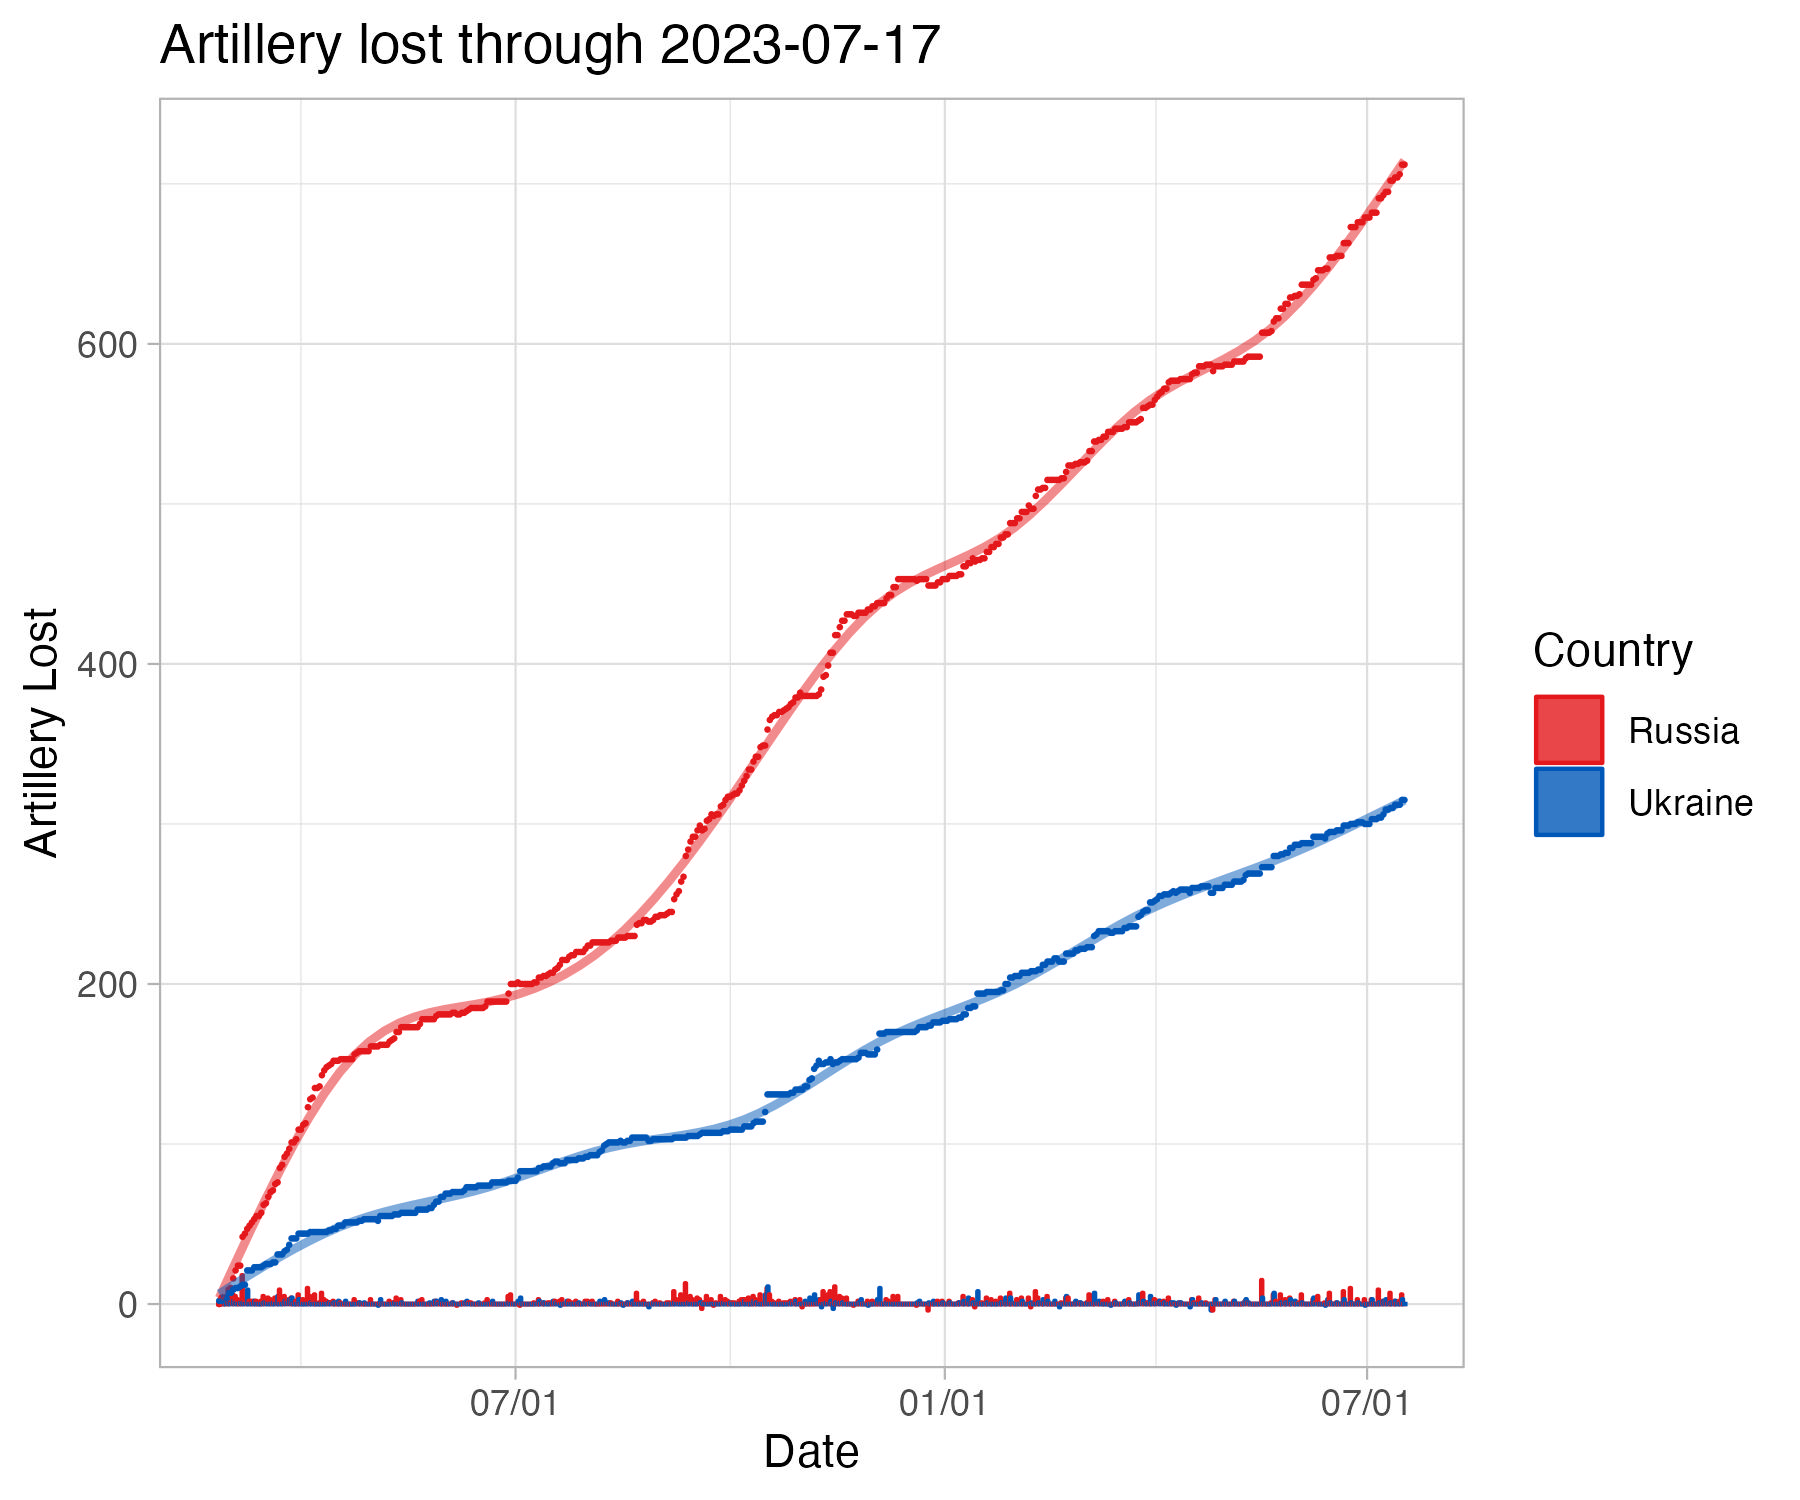 Artillery lost through 2023-07-17
Artillery Lost
600
400
200
0
07/01
01/01
07/01
Date
Country
Russia
Ukraine